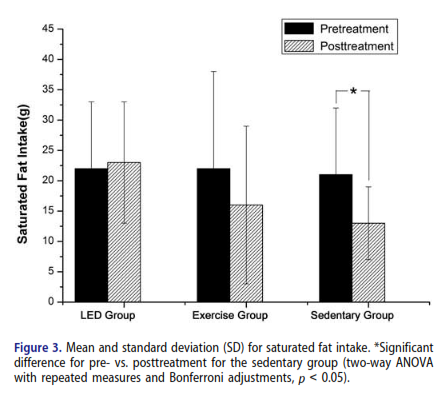 45
40
35
30
25
20
15
10
5
0
Saturated Fat Intake(g)
Pretreatment
Posttreatment
*
LED Group
Exercise Group
Sedentary Group
Figure 3. Mean and standard deviation (SD) for saturated fat intake. *Significant
difference for pre- vs. posttreatment for the sedentary group (two-way ANOVA
with repeated measures and Bonferroni adjustments, p < 0.05).